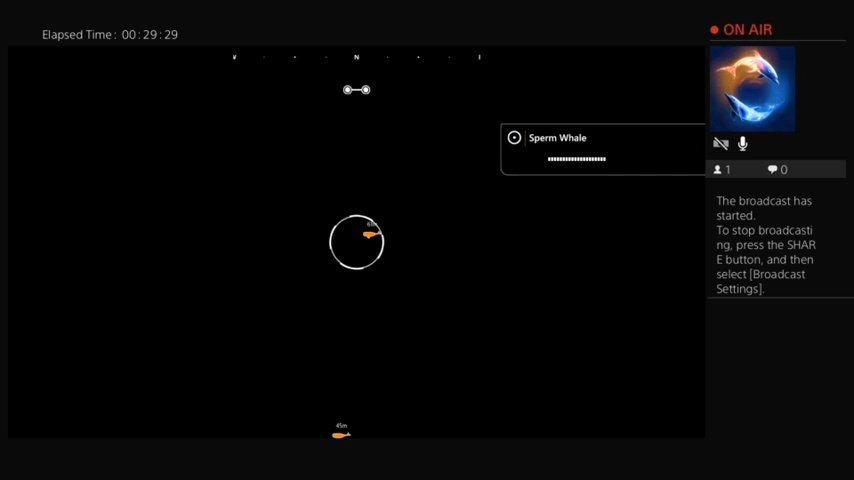 Elapsed Time: 00:29:29
ON AIR
N
Sperm Whale
1
0
45m
The broadcast has
started.
To stop broadcasti
ng, press the SHAR
E button, and then
select [Broadcast
Settings].